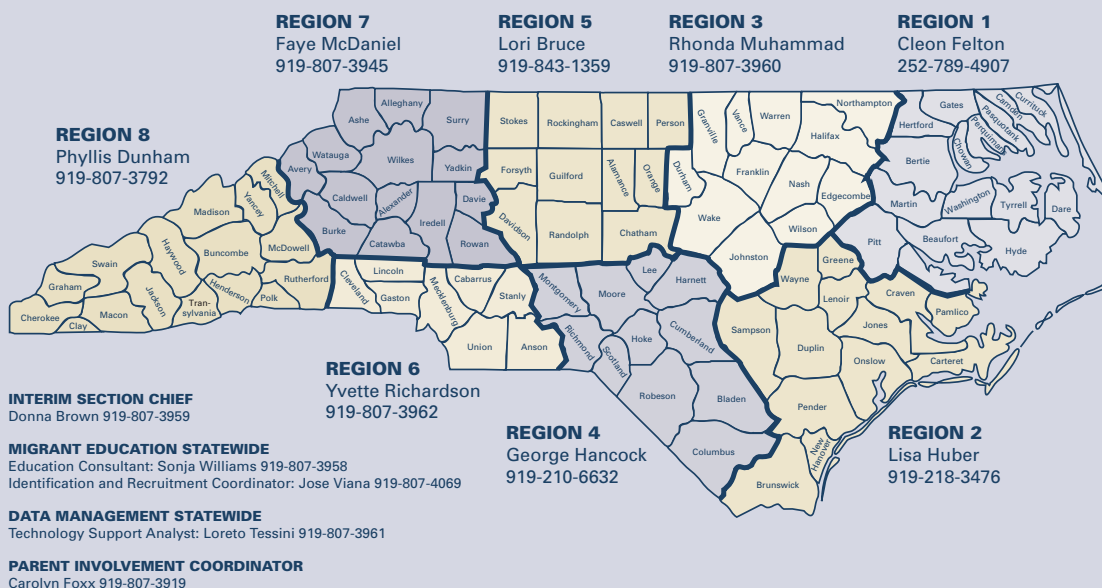 REGION 7
Faye McDaniel
919-807-3945
REGION 5
Lori Bruce
919-843-1359
REGION 3
Rhonda Muhammad
919-807-3960
REGION 1
Cleon Felton
252-789-4907
REGION 8
Phyllis Dunham
919-807-3792
Ashe
Alleghany
Surry
Watauga
Wilkes
Yadkin
Avery
Caldwell
Alexander
Iredell
Davie
Burke
Catawba
Rowan
Stokes
Rockingham
Caswell
Person
Forsyth
Guilford
Alamance
Orange
Davidson
Randolph
Chatham
Granville
Vance
Warren
Northampton
Halifax
Durham
Franklin
Nash
Edgecombe
Wake
Wilson
Johnston
Hertford
Gates
Camden
Currituck
Pasquotank
Perquimans
Chowan
Bertie
Martin
Washington
Tyrrell
Dare
Pitt
Beaufort
Hyde
Mitchell
Yancey
Madison
Buncombe
McDowell
Haywood
Swain
Graham
Jackson
Tran-
sylvania
Henderson
Polk
Rutherford
Cherokee
Clay
Macon
Cleveland
Lincoln
Gaston
Mecklenburg
Cabarrus
Stanly
Union
Anson
Montgomery
Moore
Lee
Harnett
Richmond
Scotland
Hoke
Cumberland
Robeson
Bladen
Columbus
Wayne
Greene
Lenoir
Craven
Pamlico
Jones
Carteret
Sampson
Duplin
Onslow
Pender
New
Hanover
Brunswick
REGION 6
Yvette Richardson
919-807-3962
REGION 4
George Hancock
919-210-6632
REGION 2
Lisa Huber
919-218-3476
INTERIM SECTION CHIEF
Donna Brown 919-807-3959
MIGRANT EDUCATION STATEWIDE
Education Consultant: Sonja Williams 919-807-3958
Identification and Recruitment Coordinator: Jose Viana 919-807-4069
DATA MANAGEMENT STATEWIDE
Technology Support Analyst: Loreto Tessini 919-807-3961
PARENT INVOLVEMENT COORDINATOR
Carolyn Foxx 919-807-3919